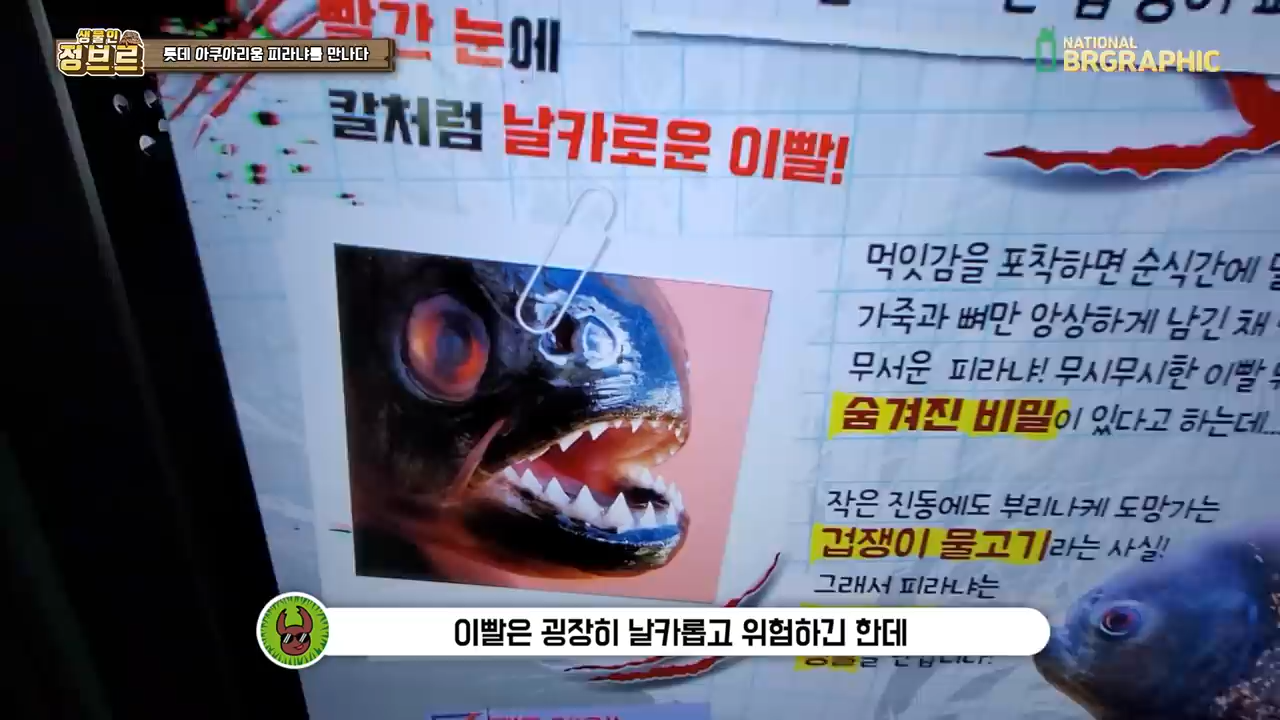 생물인
정브르
롯데 아쿠아리움 피라냐를 만나다
NATIONAL
BRGRAPHIC
빨간 눈에
칼처럼 날카로운 이빨!
먹잇감을 포착하면 순식간에
가죽과 뼈만 앙상하게 남긴 채
무서운 피라냐! 무시무시한 이빨
숨겨진 비밀이 있다고 하는데...
작은 진동에도 부리나케 도망가는
겁쟁이 물고기라는 사실!
그래서 피라냐는
이빨은 굉장히 날카롭고 위험하긴 한데